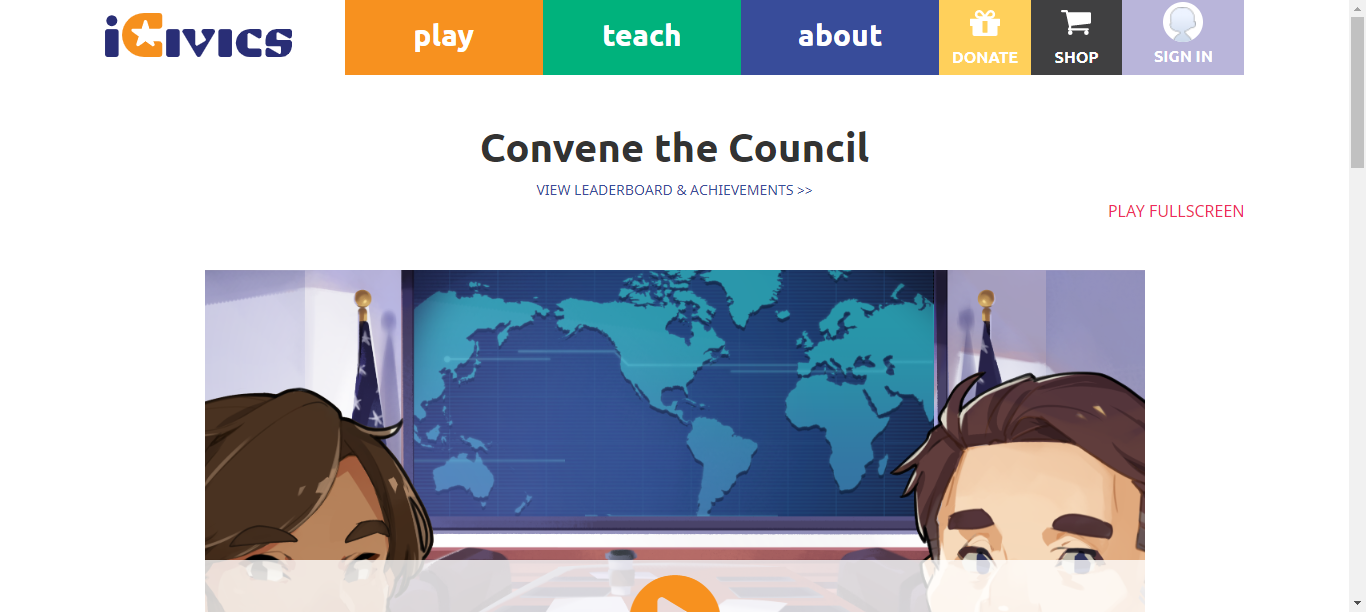 iCivics
play
teach
about
DONATE
SHOP
SIGN IN
Convene the Council
VIEW LEADERBOARD & ACHIEVEMENTS >>
PLAY FULLSCREEN